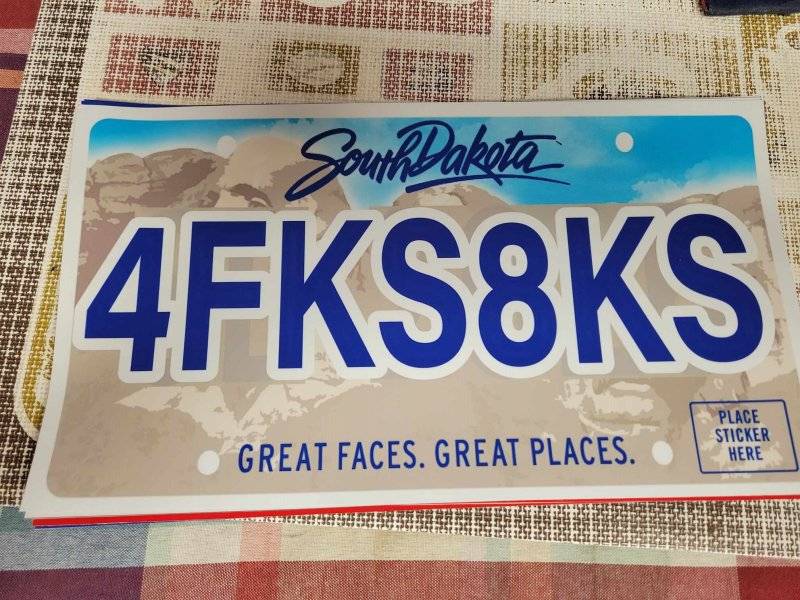 South Dakota
4FKS8KS
GREAT FACES. GREAT PLACES.
PLACE
STICKER
HERE